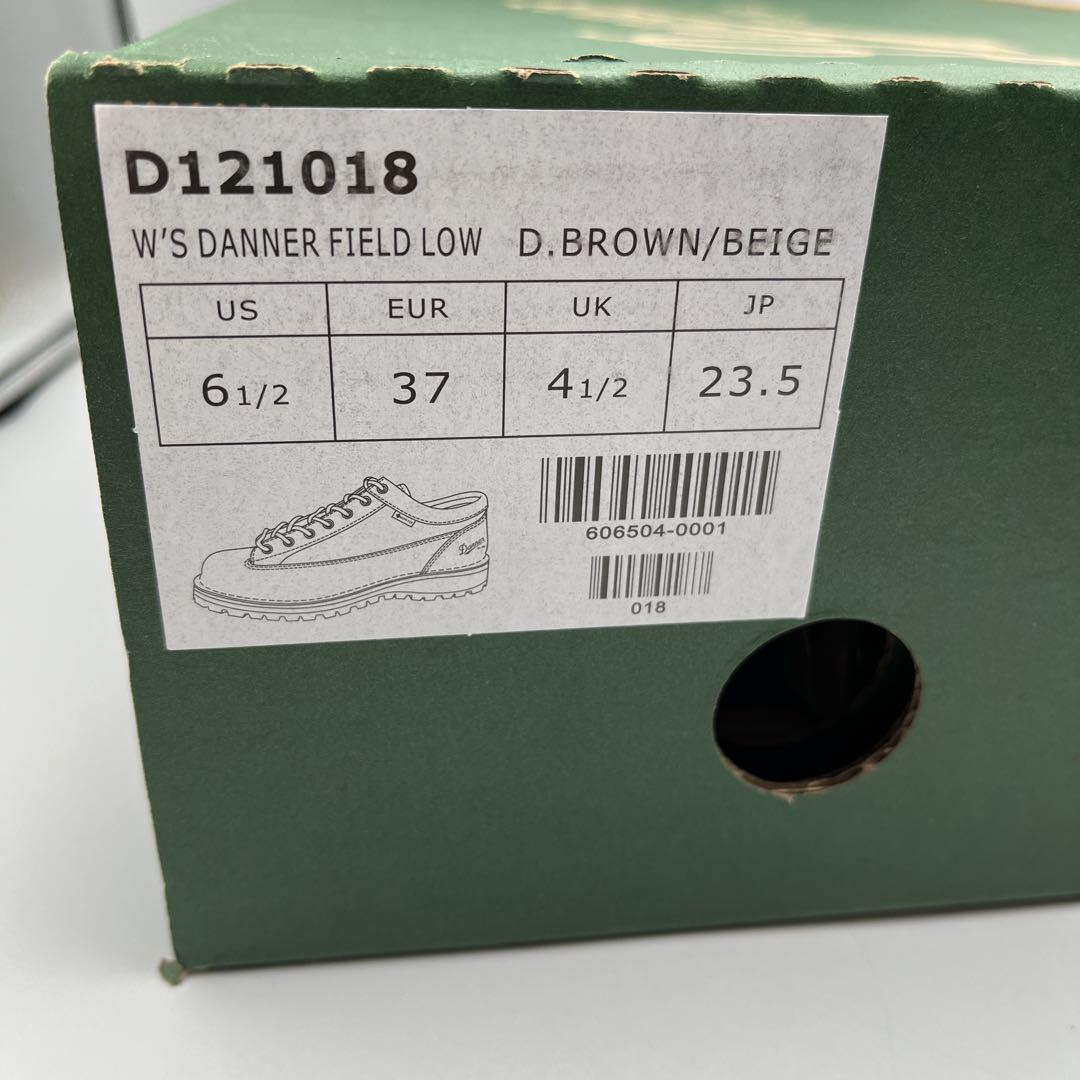 D121018
W'S DANNER FIELD LOW D.BROWN/BEIGE
US EUR UK JP
6 1/2 37 4 1/2 23.5
Danner
606504-0001
018